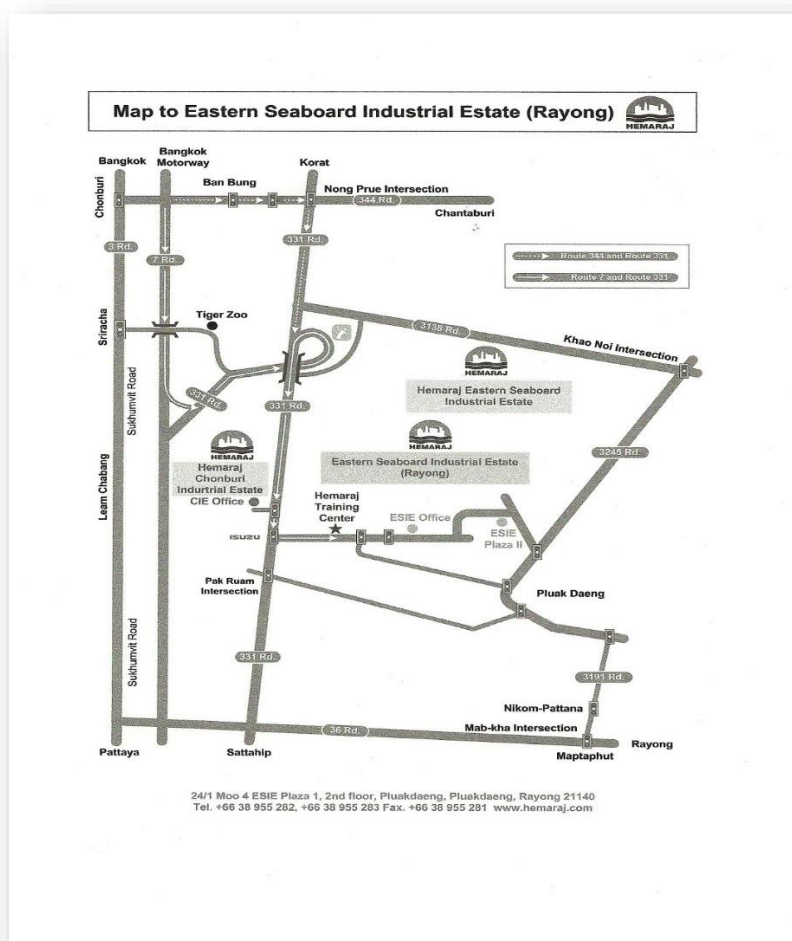 Map to Eastern Seaboard Industrial Estate (Rayong)
HEMARAJ
Bangkok
Bangkok
Motorway
Korat
Chonburi
Ban Bung
Nong Prue Intersection
344 Rd.
Chantaburi
3 Rd.
7 Rd.
331 Rd.
Route 344 and Route 331
Route 7 and Route 331
Sriracha
Tiger Zoo
3138 Rd.
Khao Noi Intersection
HEMARAJ
Hemaraj Eastern Seaboard
Industrial Estate
Sukhumvit Road
331 Rd.
331 Rd.
3245 Rd.
HEMARAJ
Hemaraj
Chonburi
Indurtrial Estate
CIE Office
HEMARAJ
Eastern Seaboard Industrial Estate
(Rayong)
Leam Chabang
Hemaraj
Training
Center
ESIE Office
ESIE
Plaza II
ISUZU
Pak Ruam
Intersection
Pluak Daeng
Sukhumvit Road
331 Rd.
3191 Rd.
Nikom-Pattana
Mab-kha Intersection
36 Rd.
Pattaya
Sattahip
Maptaphut
Rayong
24/1 Moo 4 ESIE Plaza 1, 2nd floor, Pluakdaeng, Pluakdaeng, Rayong 21140
Tel. +66 38 955 282, +66 38 955 283 Fax. +66 38 955 281 www.hemaraj.com